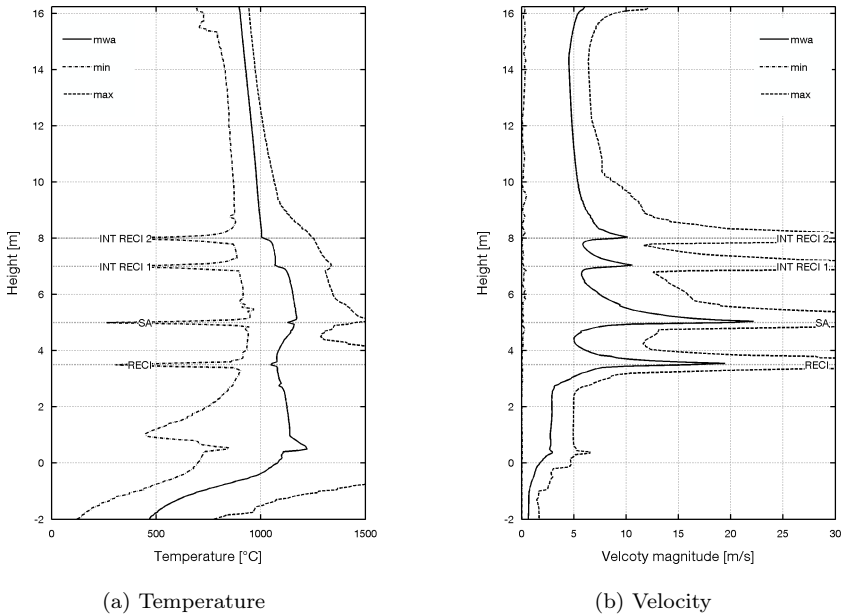 16
14
12
10
8
6
4
2
0
-2
Height [m]
mwa
min
max
INT RECI 2
INT RECI 1
SA
RECI
0
500
1000
1500
Temperature [°C]
(a) Temperature
16
14
12
10
8
6
4
2
0
-2
Height [m]
mwa
min
max
INT RECI 2
INT RECI 1
SA
RECI
0
5
10
15
20
25
30
Velcoty magnitude [m/s]
(b) Velocity